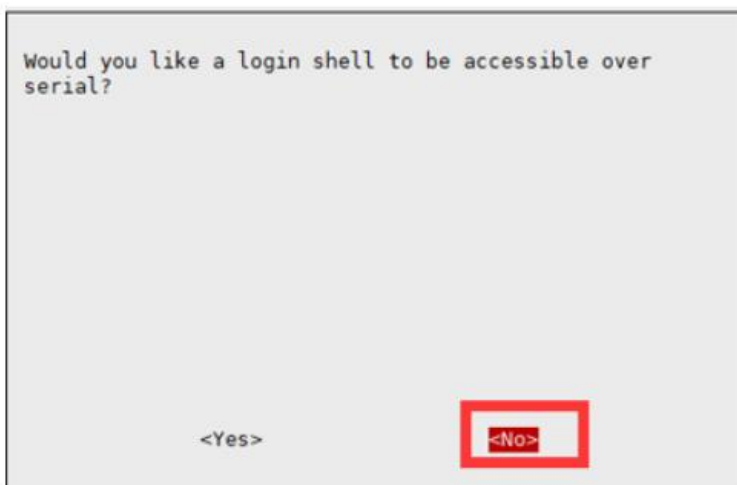 Would you like a login shell to be accessible over
serial?
<Yes> <No>